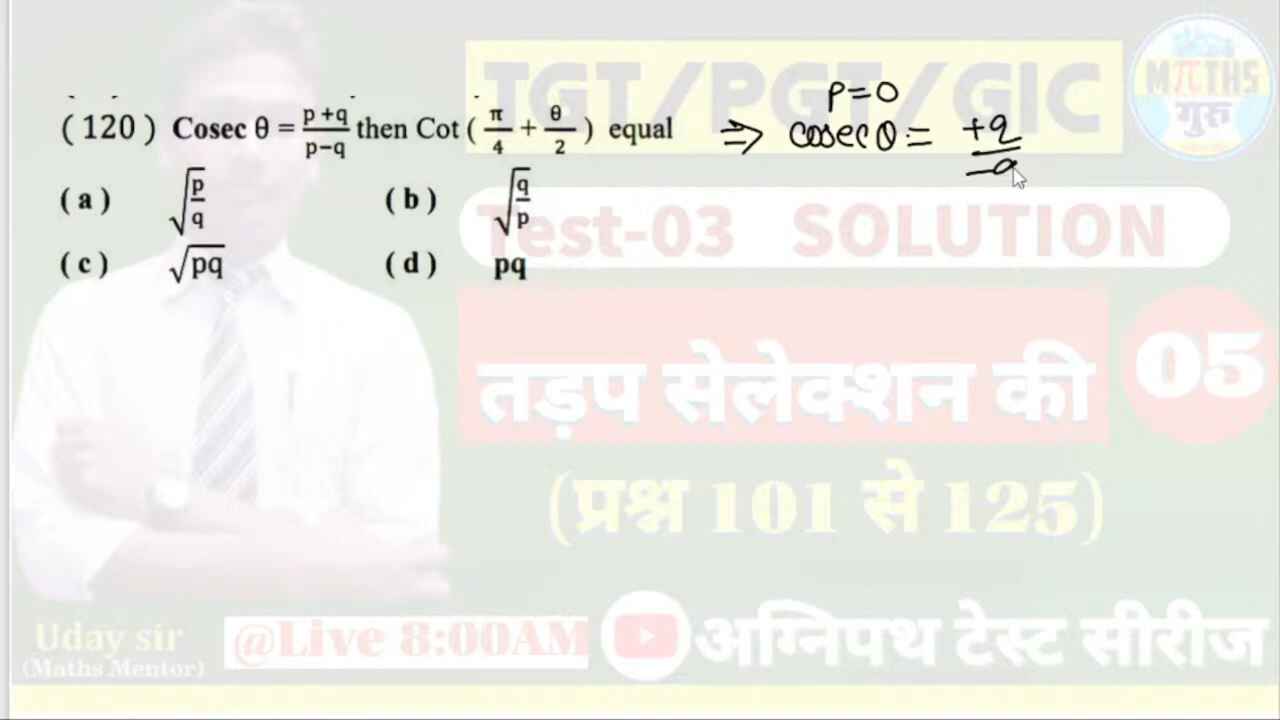 TGT/PGT/GIC
MπTHS
गुरु
( 120 ) Cosec θ = p +q / p−q then Cot ( π/4 + θ/2 ) equal
( a ) √p/q ( b ) √q/p
( c ) √pq ( d ) pq
p=0
⇒ cosec θ = +q / −q
Test-03 SOLUTION
तड़प सेलेक्शन की
05
(प्रश्न 101 से 125)
Uday sir
(Maths Mentor)
@Live 8:00AM
अग्निपथ टेस्ट सीरीज